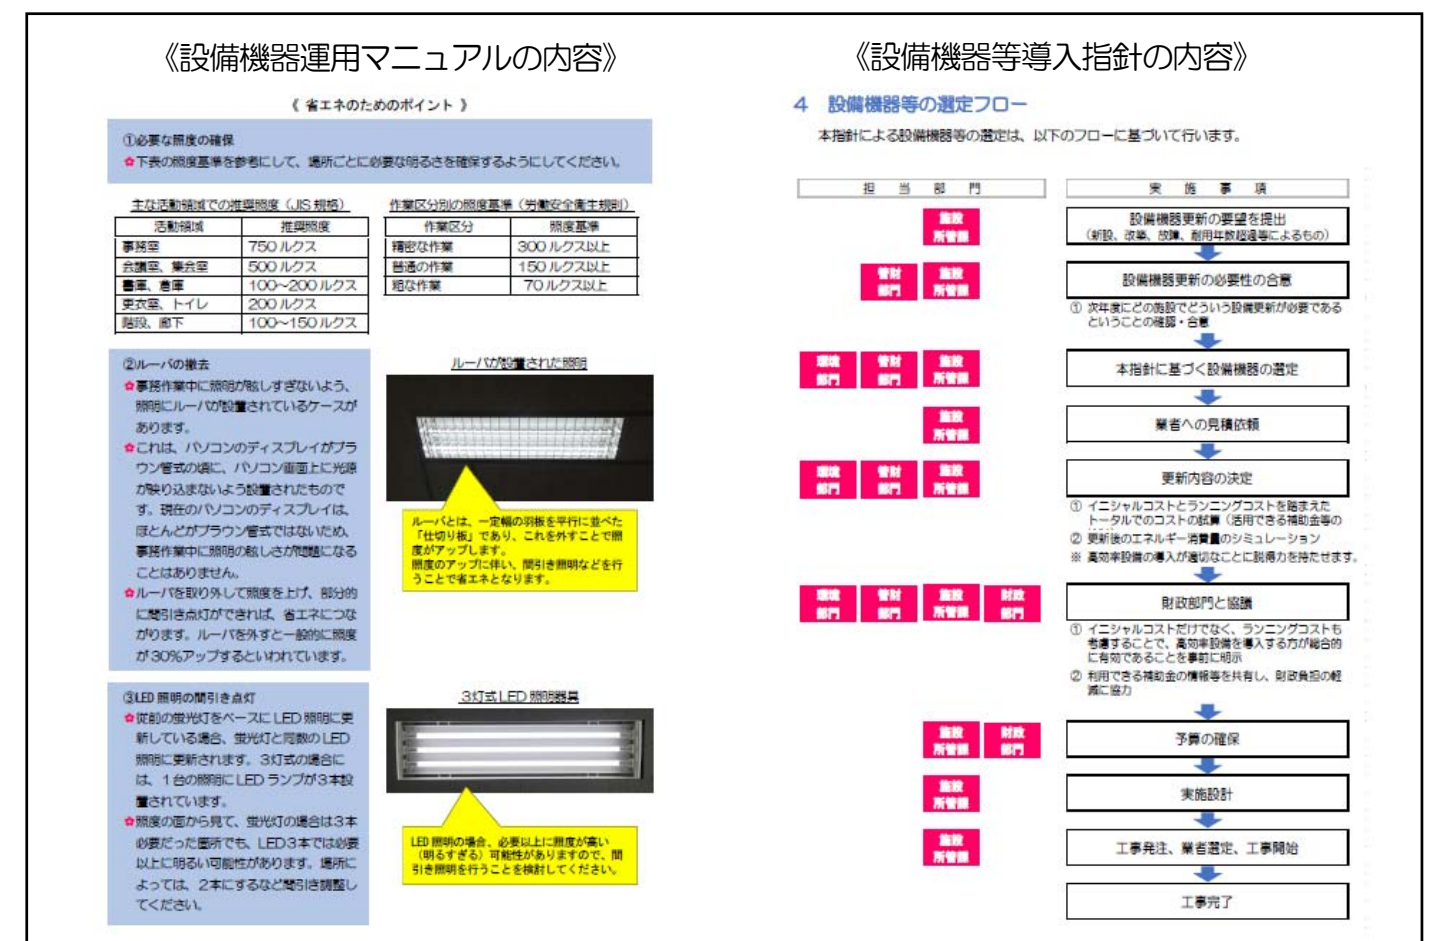 《設備機器運用マニュアルの内容》
《 省エネのためのポイント 》
①必要な照度の確保
✿下表の照度基準を参考にして、場所ごとに必要な明るさを確保するようにしてください。
主な活動領域での推奨照度（JIS 規格）
活動領域 推奨照度
事務室 750 ルクス
会議室、集会室 500 ルクス
書庫、倉庫 100～200 ルクス
更衣室、トイレ 200 ルクス
階段、廊下 100～150 ルクス
作業区分別の照度基準（労働安全衛生規則）
作業区分 照度基準
精密な作業 300 ルクス以上
普通の作業 150 ルクス以上
粗な作業 70 ルクス以上
②ルーバの撤去
✿事務作業中に照明が眩しすぎないよう、
照明にルーバが設置されているケースが
あります。
✿これは、パソコンのディスプレイがブラ
ウン管式の頃に、パソコン画面上に光源
が映り込まないよう設置されたもので
す。現在のパソコンのディスプレイは、
ほとんどがブラウン管式ではないため、
事務作業中に照明の眩しさが問題になる
ことはありません。
✿ルーバを取り外して照度を上げ、部分的
に間引き点灯ができれば、省エネにつな
がります。ルーバを外すと一般的に照度
が 30%アップするといわれています。
ルーバが設置された照明
ルーバとは、一定幅の羽板を平行に並べた
「仕切り板」であり、これを外すことで照
度がアップします。
照度のアップに伴い、間引き照明などを行
うことで省エネとなります。
③LED 照明の間引き点灯
✿従前の蛍光灯をベースに LED 照明に更
新している場合、蛍光灯と同数の LED
照明に更新されます。３灯式の場合に
は、１台の照明に LED ランプが３本設
置されています。
✿照度の面から見て、蛍光灯の場合は３本
必要だった箇所でも、LED３本では必要
以上に明るい可能性があります。場所に
よっては、２本にするなど間引き調整し
てください。
３灯式 LED 照明器具
LED 照明の場合、必要以上に照度が高い
（明るすぎる）可能性がありますので、間
引き照明を行うことを検討してください。
《設備機器等導入指針の内容》
４ 設備機器等の選定フロー
本指針による設備機器等の選定は、以下のフローに基づいて行います。
担 当 部 門 実 施 事 項
施設
所管課
設備機器更新の要望を提出
（新設、改築、故障、耐用年数超過等によるもの）
管財 施設
部門 所管課
設備機器更新の必要性の合意
① 次年度にどの施設でどういう設備更新が必要である
ということの確認・合意
環境 管財 施設
部門 部門 所管課
本指針に基づく設備機器の選定
施設
所管課
業者への見積依頼
環境 管財 施設
部門 部門 所管課
更新内容の決定
① イニシャルコストとランニングコストを踏まえた
トータルでのコストの試算（活用できる補助金等の
② 更新後のエネルギー消費量のシミュレーション
※ 高効率設備の導入が適切なことに説得力を持たせます。
環境 管財 施設 財政
部門 部門 所管課 部門
財政部門と協議
① イニシャルコストだけでなく、ランニングコストも
考慮することで、高効率設備を導入する方が総合的
に有効であることを事前に明示
② 利用できる補助金の情報等を共有し、財政負担の軽
減に協力
施設 財政
所管課 部門
予算の確保
施設
所管課
実施設計
施設
所管課
工事発注、業者選定、工事開始
工事完了